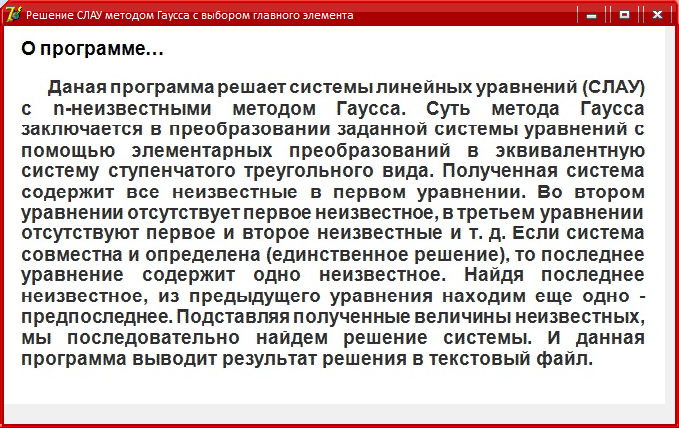 Решение СЛАУ методом Гаусса с выбором главного элемента
О программе...
Даная программа решает системы линейных уравнений (СЛАУ)
с n-неизвестными методом Гаусса. Суть метода Гаусса
заключается в преобразовании заданной системы уравнений с
помощью элементарных преобразований в эквивалентную
систему ступенчатого треугольного вида. Полученная система
содержит все неизвестные в первом уравнении. Во втором
уравнении отсутствует первое неизвестное, в третьем уравнении
отсутствуют первое и второе неизвестные и т. д. Если система
совместна и определена (единственное решение), то последнее
уравнение содержит одно неизвестное. Найдя последнее
неизвестное, из предыдущего уравнения находим еще одно -
предпоследнее. Подставляя полученные величины неизвестных,
мы последовательно найдем решение системы. И данная
программа выводит результат решения в текстовый файл.